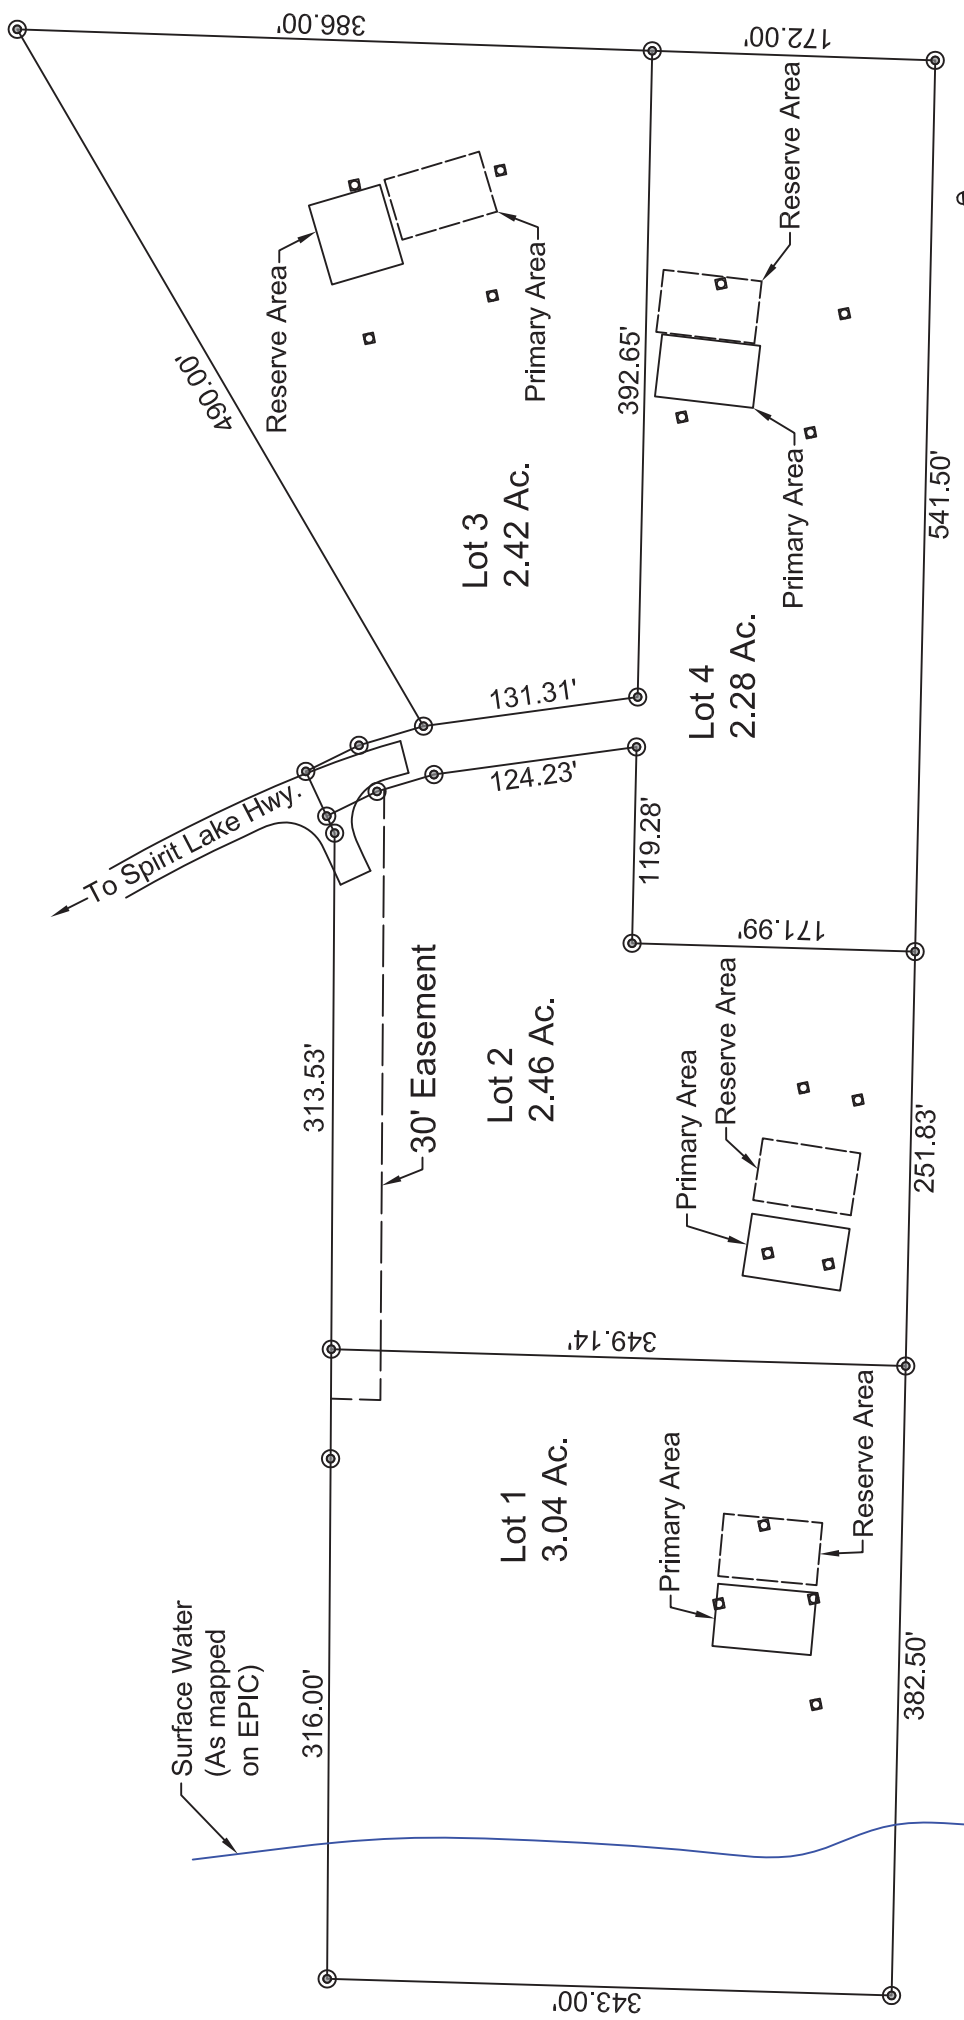 386.00'
172.00'
490.00'
Reserve Area
Primary Area
Reserve Area
Primary Area
392.65'
541.50'
Lot 3
2.42 Ac.
131.31'
124.23'
Lot 4
2.28 Ac.
119.28'
171.99'
To Spirit Lake Hwy.
313.53'
30' Easement
Lot 2
2.46 Ac.
Primary Area
Reserve Area
251.83'
349.14'
Lot 1
3.04 Ac.
Primary Area
Reserve Area
382.50'
316.00'
Surface Water
(As mapped
on EPIC)
343.00'